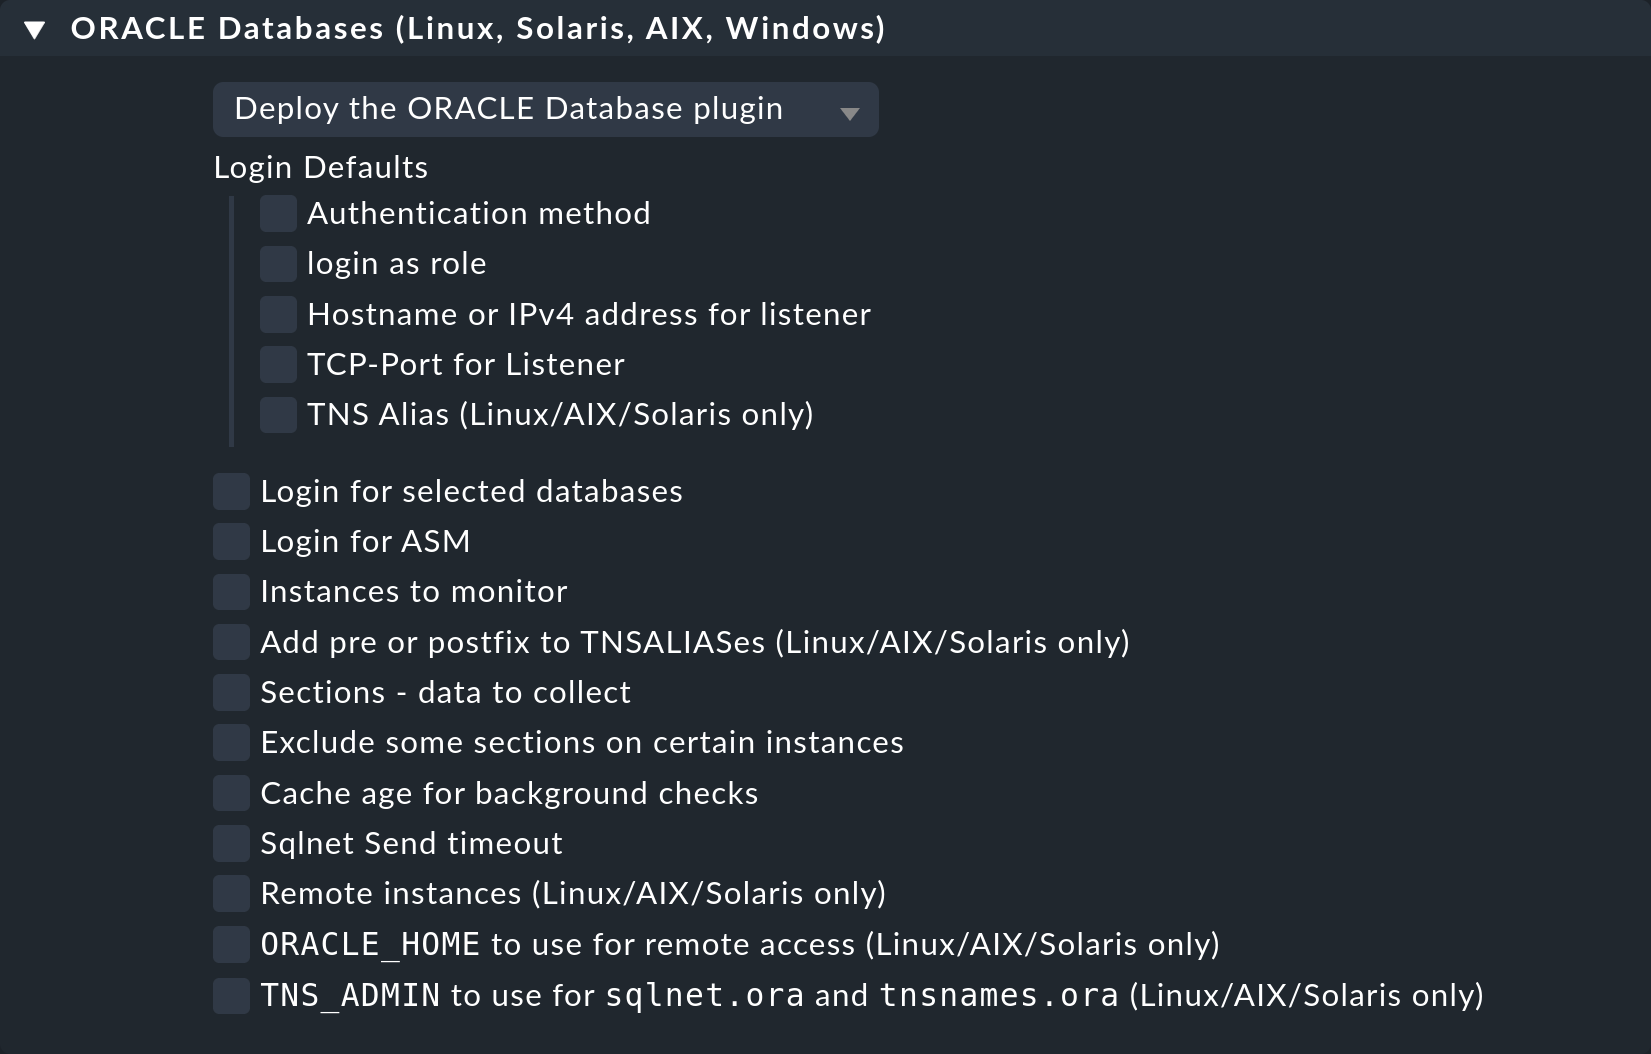 ORACLE Databases (Linux, Solaris, AIX, Windows)
Deploy the ORACLE Database plugin
Login Defaults
Authentication method
login as role
Hostname or IPv4 address for listener
TCP-Port for Listener
TNS Alias (Linux/AIX/Solaris only)
Login for selected databases
Login for ASM
Instances to monitor
Add pre or postfix to TNSALIASes (Linux/AIX/Solaris only)
Sections - data to collect
Exclude some sections on certain instances
Cache age for background checks
Sqlnet Send timeout
Remote instances (Linux/AIX/Solaris only)
ORACLE_HOME to use for remote access (Linux/AIX/Solaris only)
TNS_ADMIN to use for sqlnet.ora and tnsnames.ora (Linux/AIX/Solaris only)